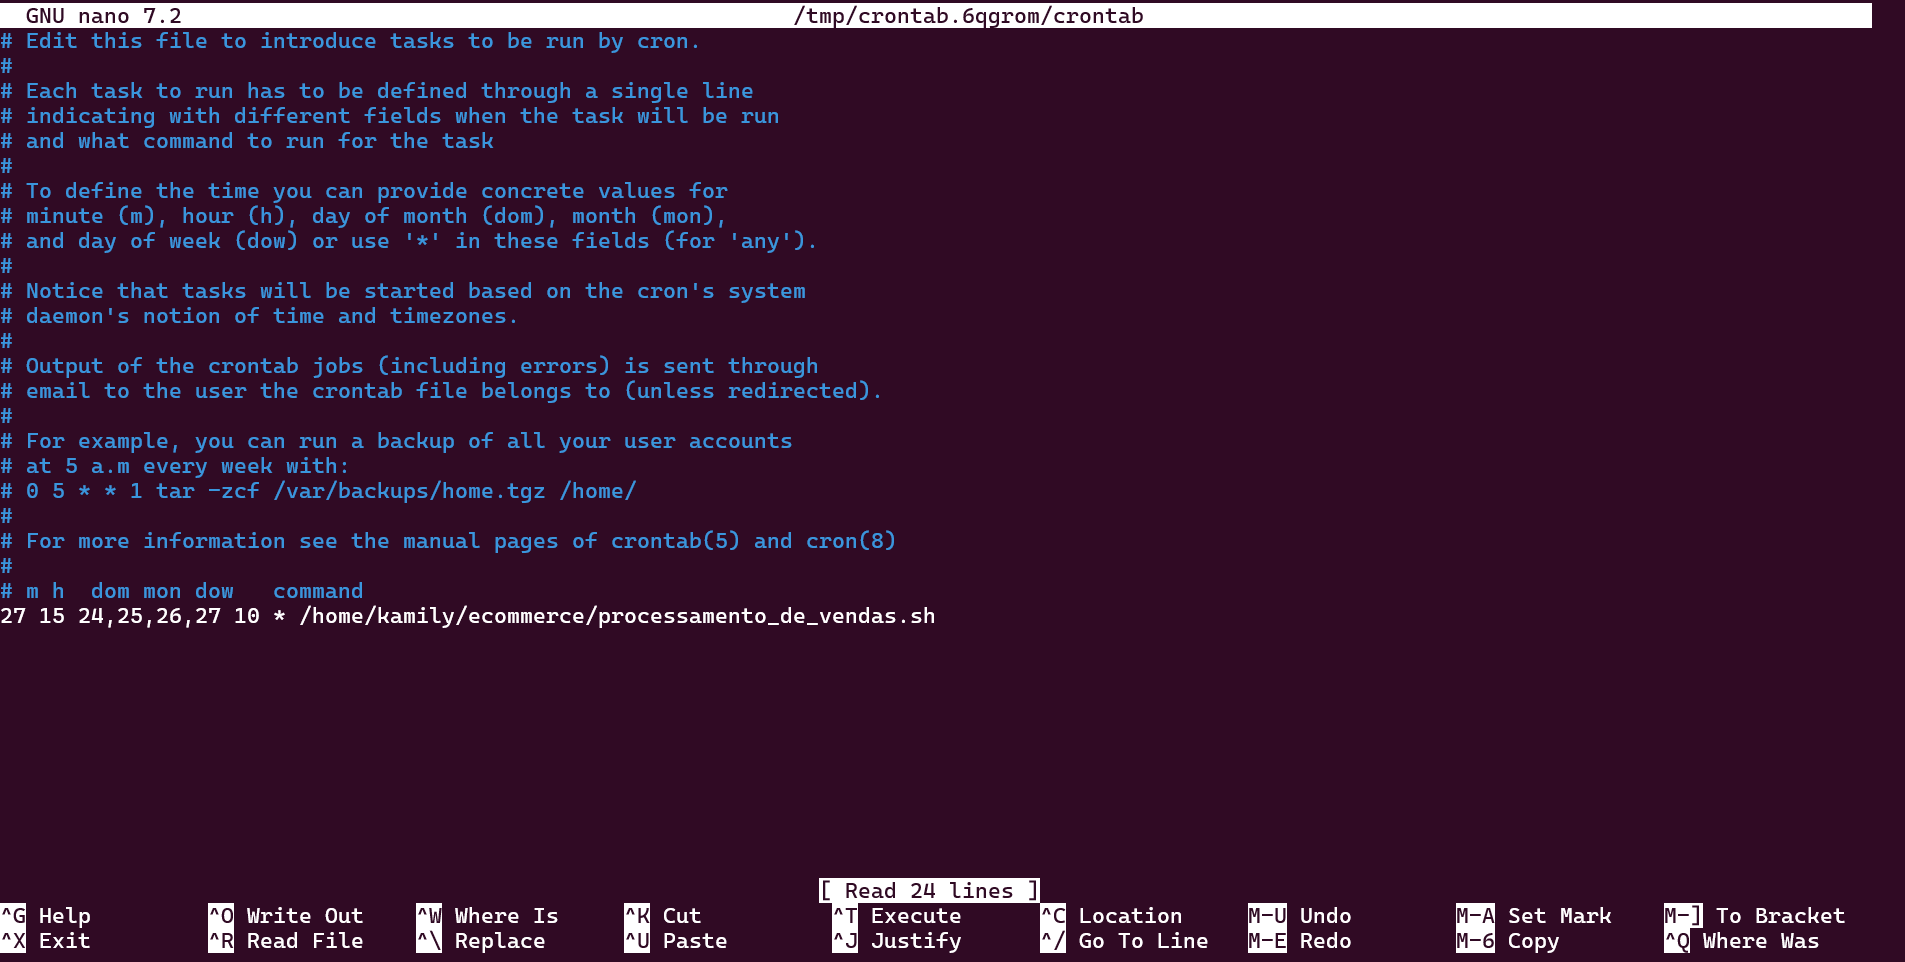 GNU nano 7.2 /tmp/crontab.6qgrom/crontab
# Edit this file to introduce tasks to be run by cron.
#
# Each task to run has to be defined through a single line
# indicating with different fields when the task will be run
# and what command to run for the task
#
# To define the time you can provide concrete values for
# minute (m), hour (h), day of month (dom), month (mon),
# and day of week (dow) or use '*' in these fields (for 'any').
#
# Notice that tasks will be started based on the cron's system
# daemon's notion of time and timezones.
#
# Output of the crontab jobs (including errors) is sent through
# email to the user the crontab file belongs to (unless redirected).
#
# For example, you can run a backup of all your user accounts
# at 5 a.m every week with:
# 0 5 * * 1 tar -zcf /var/backups/home.tgz /home/
#
# For more information see the manual pages of crontab(5) and cron(8)
#
# m h  dom mon dow   command
27 15 24,25,26,27 10 * /home/kamily/ecommerce/processamento_de_vendas.sh
[ Read 24 lines ]
^G Help ^O Write Out ^W Where Is ^K Cut ^T Execute ^C Location M-U Undo M-A Set Mark M-] To Bracket
^X Exit ^R Read File ^\ Replace ^U Paste ^J Justify ^/ Go To Line M-E Redo M-6 Copy ^Q Where Was